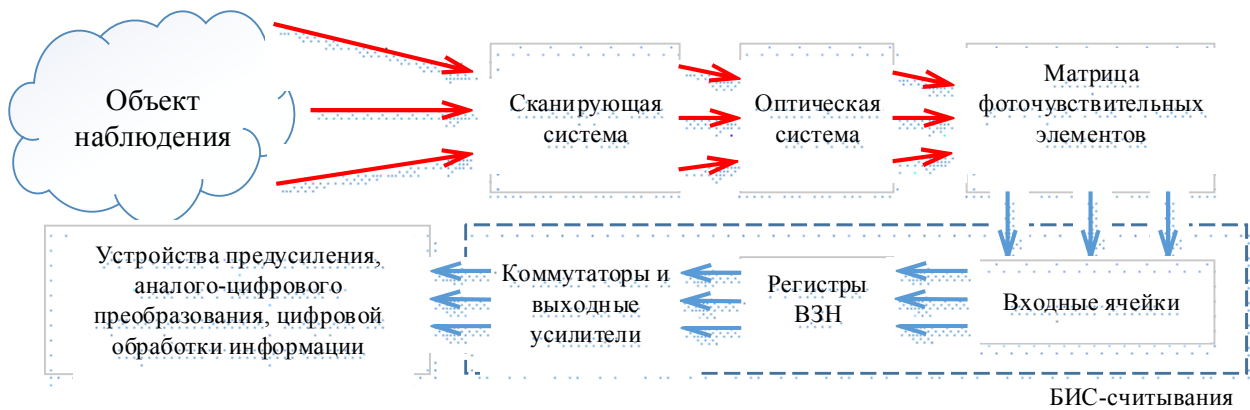 Объект
наблюдения
Сканирующая
система
Оптическая
система
Матрица
фоточувствительных
элементов
Входные ячейки
Регистры
ВЗН
Коммутаторы и
выходные
усилители
Устройства предусиления,
аналого-цифрового
преобразования, цифровой
обработки информации
БИС-считывания